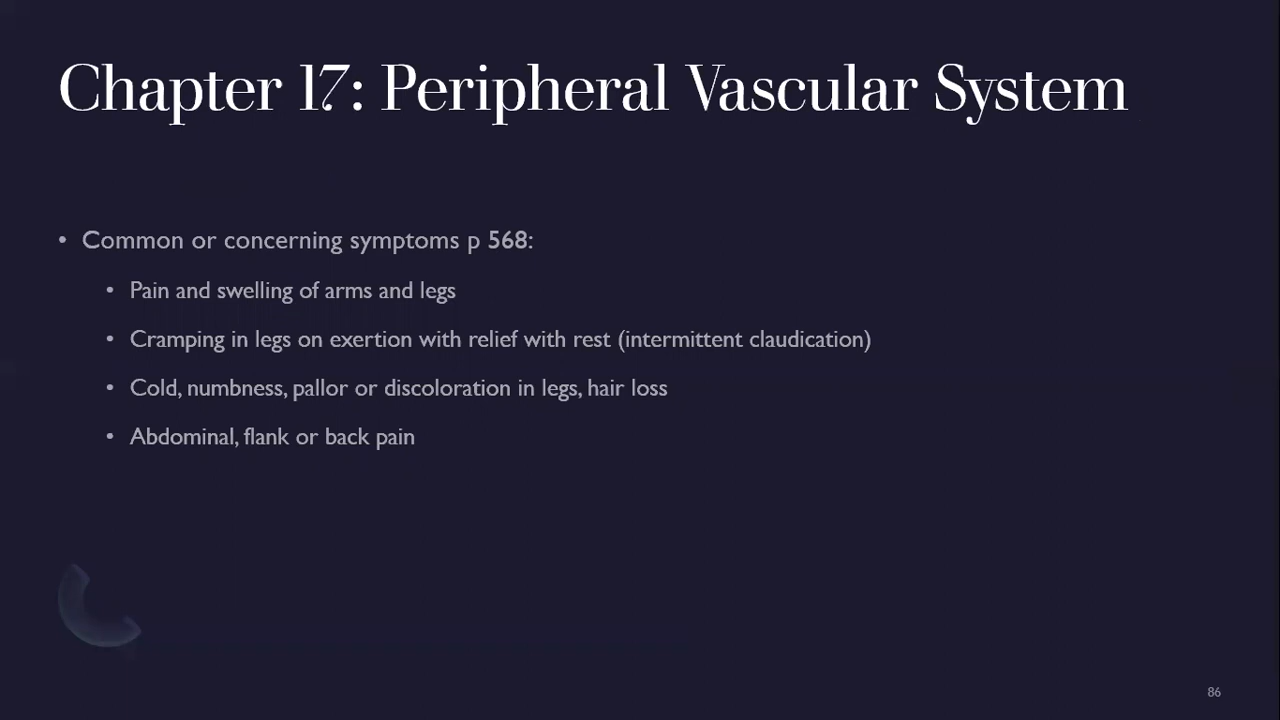 Chapter 17: Peripheral Vascular System
• Common or concerning symptoms p 568:
• Pain and swelling of arms and legs
• Cramping in legs on exertion with relief with rest (intermittent claudication)
• Cold, numbness, pallor or discoloration in legs, hair loss
• Abdominal, flank or back pain
86